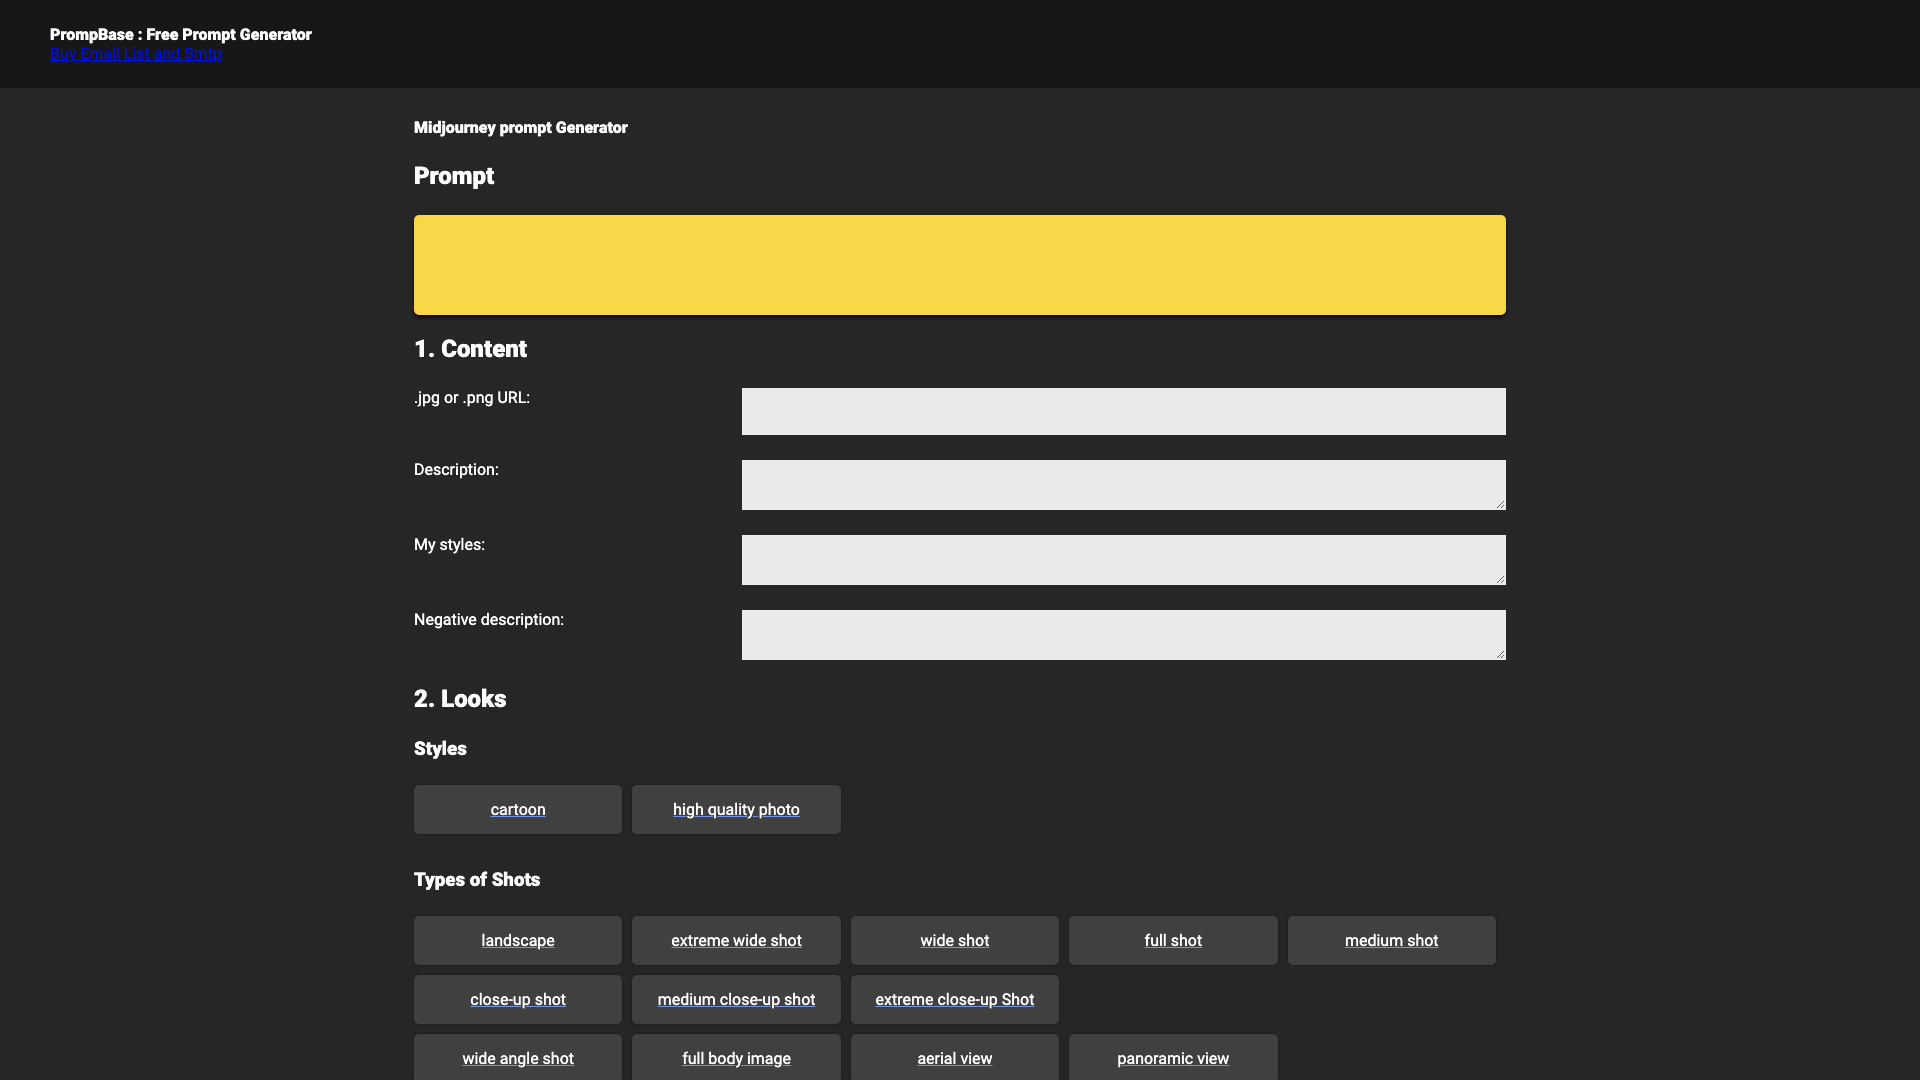 PrompBase : Free Prompt Generator
Buy Email List and Smtp
Midjourney prompt Generator
Prompt
1. Content
.jpg or .png URL:
Description:
My styles:
Negative description:
2. Looks
Styles
cartoon
high quality photo
Types of Shots
landscape
extreme wide shot
wide shot
full shot
medium shot
close-up shot
medium close-up shot
extreme close-up Shot
wide angle shot
full body image
aerial view
panoramic view